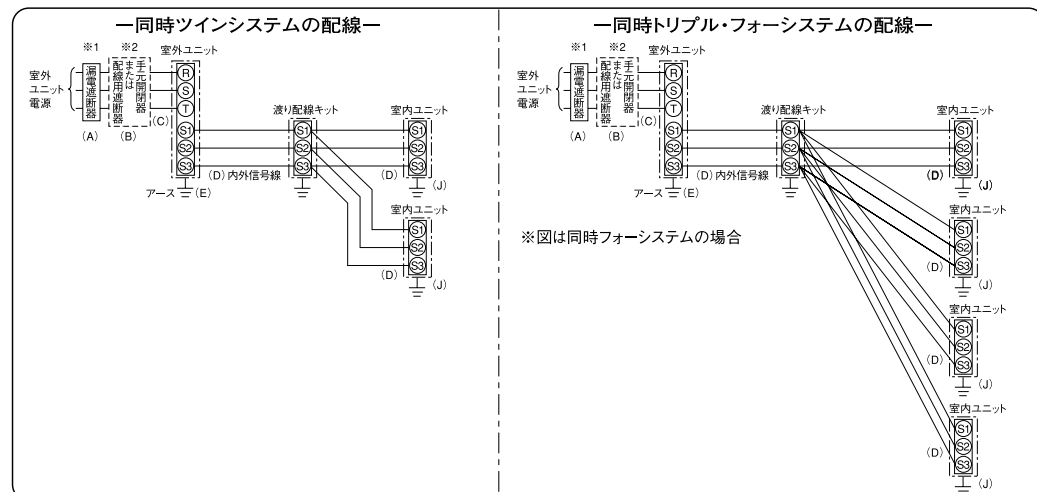 ー同時ツインシステムの配線ー
※1
※2
室外ユニット
室外
ユニット
電源
漏電遮断器
手元開閉器
または
配線用遮断器
R
S
T
(A)
(B)
(C)
渡り配線キット
室内ユニット
S1
S2
S3
S1
S2
S3
S1
S2
S3
(D)内外信号線
(D)
(J)
アース
(E)
室内ユニット
S1
S2
S3
(D)
(J)
ー同時トリプル・フォーシステムの配線ー
※1
※2
室外ユニット
室外
ユニット
電源
漏電遮断器
手元開閉器
または
配線用遮断器
R
S
T
(A)
(B)
(C)
渡り配線キット
室内ユニット
S1
S2
S3
S1
S2
S3
S1
S2
S3
(D)内外信号線
(D)
(J)
アース
(E)
※図は同時フォーシステムの場合
室内ユニット
S1
S2
S3
(D)
(J)
室内ユニット
S1
S2
S3
(D)
(J)
室内ユニット
S1
S2
S3
(D)
(J)